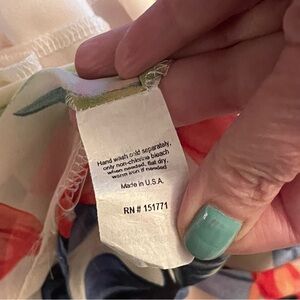 Hand wash cold separately,
only non-chlorine bleach
when needed, flat dry,
warm iron if needed
Made in U.S.A.
RN # 151771